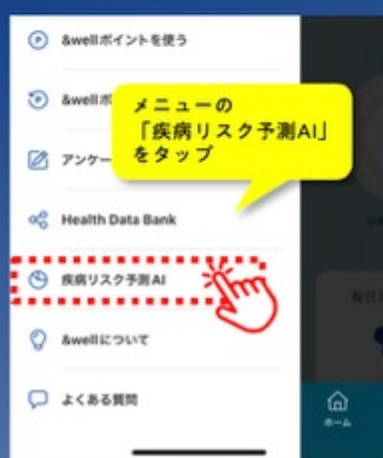 &wellポイントを使う
&wellポ
メニューの
「疾病リスク予測AI」
をタップ
アンケー
Health Data Bank
疾病リスク予測AI
&wellについて
よくある質問
毎日
ホーム